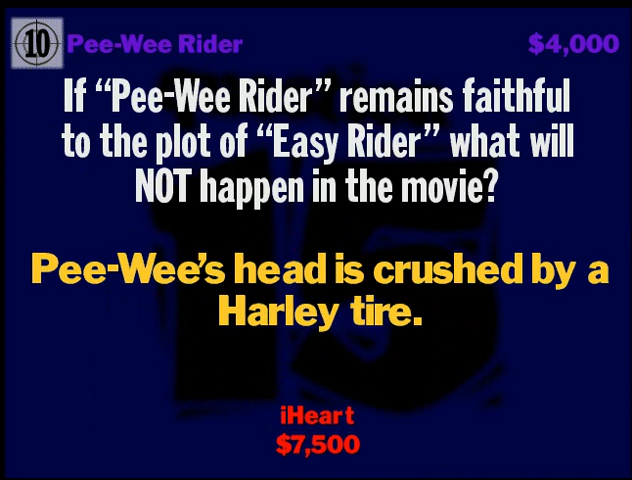 10 Pee-Wee Rider $4,000
If “Pee-Wee Rider” remains faithful
to the plot of “Easy Rider” what will
NOT happen in the movie?
Pee-Wee's head is crushed by a
Harley tire.
iHeart
$7,500